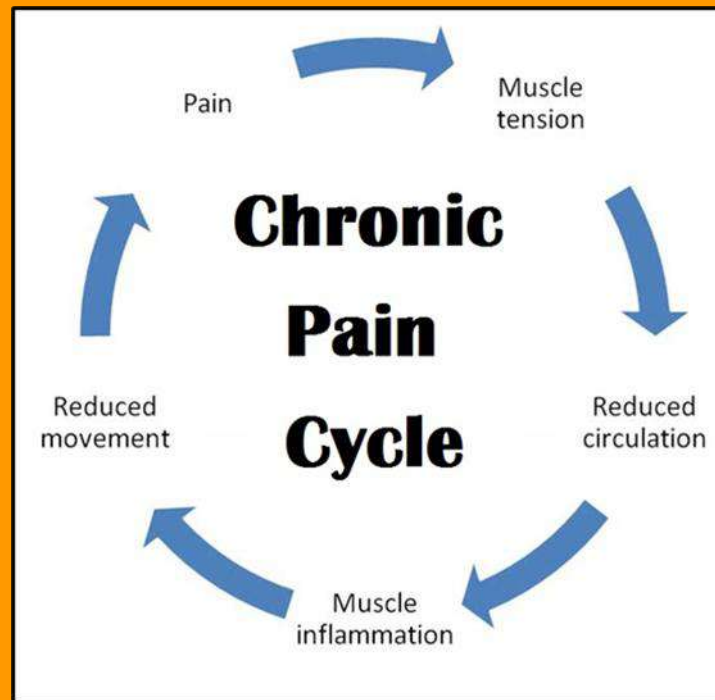 Pain
Muscle
tension
Chronic
Pain
Cycle
Reduced
circulation
Muscle
inflammation
Reduced
movement